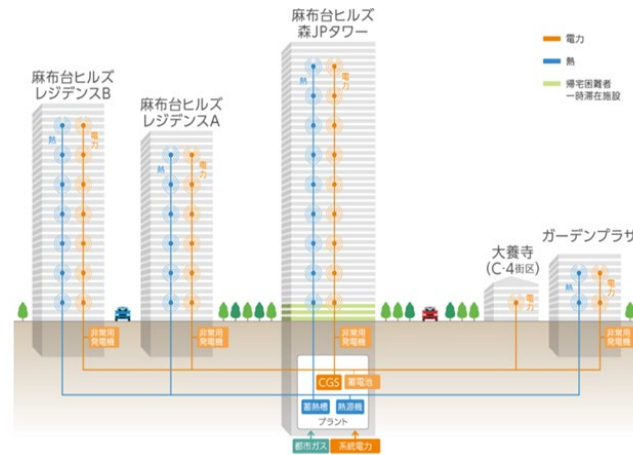 麻布台ヒルズ
森JPタワー
電力
熱
帰宅困難者
一時滞在施設
麻布台ヒルズ
レジデンスB
麻布台ヒルズ
レジデンスA
熱
電力
熱
電力
熱
電力
大養寺
(C-4街区)
ガーデンプラザ
熱
電力
電力
非常用
発電機
非常用
発電機
非常用
発電機
非常用
発電機
CGS
蓄電池
蓄熱槽
熱源機
プラント
都市ガス
系統電力